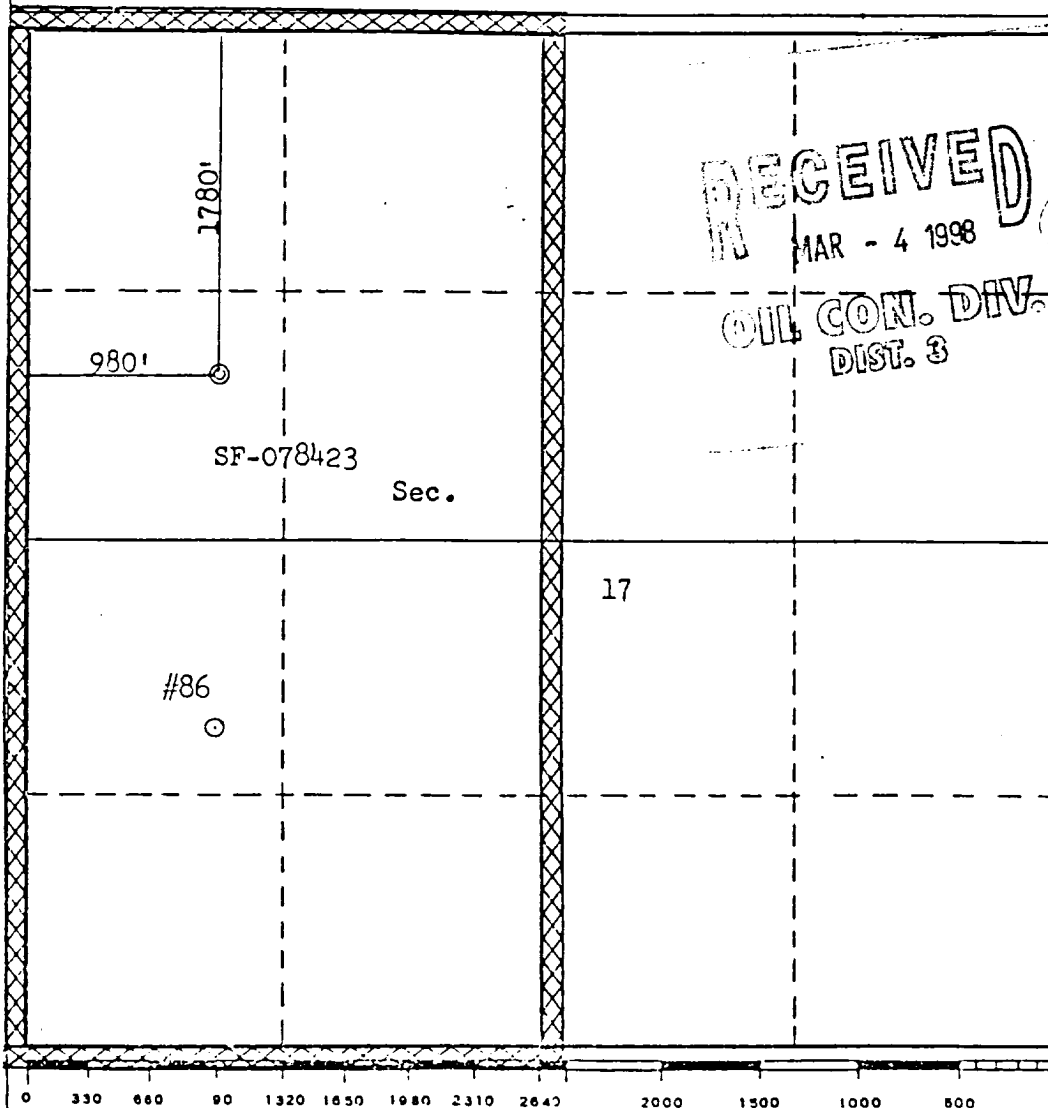 1780'
RECEIVED
MAR - 4 1998
OIL CON. DIV.
DIST. 3
980'
SF-078423
Sec.
17
#86
0 330 660 90 1320 1650 1980 2310 2640 2000 1500 1000 500